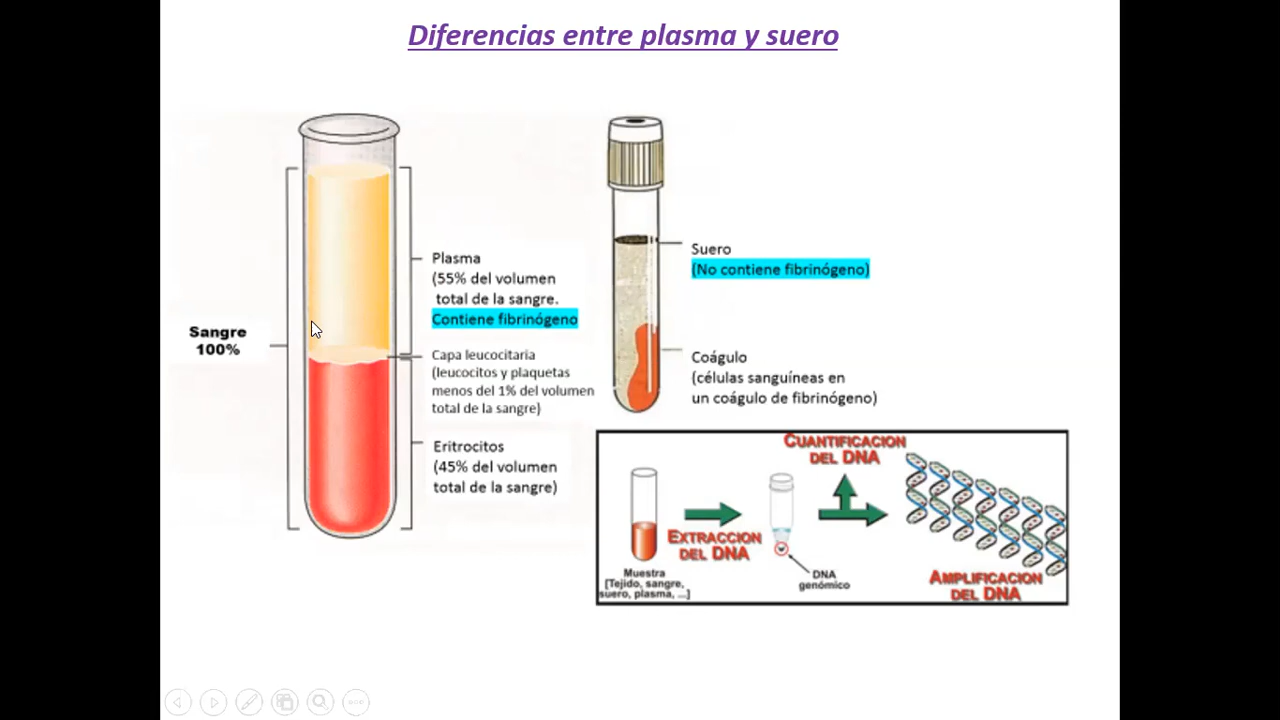 Diferencias entre plasma y suero
Sangre
100%
Plasma
(55% del volumen
total de la sangre.
Contiene fibrinógeno
Capa leucocitaria
(leucocitos y plaquetas
menos del 1% del volumen
total de la sangre)
Eritrocitos
(45% del volumen
total de la sangre)
Suero
(No contiene fibrinógeno)
Coágulo
(células sanguíneas en
un coágulo de fibrinógeno)
Muestra
[Tejido, sangre,
suero, plasma, ...]
EXTRACCION
DEL DNA
DNA
genómico
CUANTIFICACION
DEL DNA
AMPLIFICACION
DEL DNA